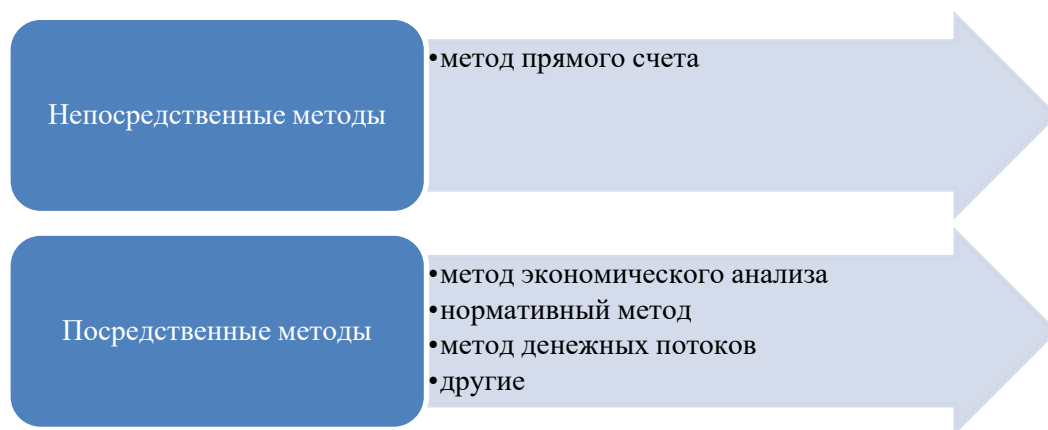 Непосредственные методы
•метод прямого счета
Посредственные методы
•метод экономического анализа
•нормативный метод
•метод денежных потоков
•другие